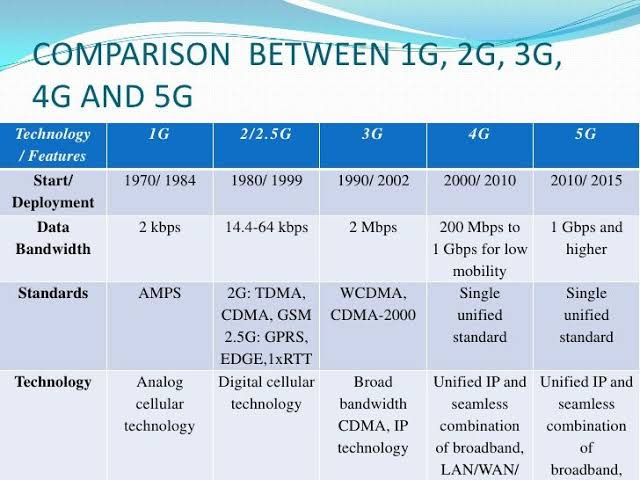 COMPARISON BETWEEN 1G, 2G, 3G,
4G AND 5G
Technology / Features 1G 2/2.5G 3G 4G 5G
Start/ Deployment 1970/ 1984 1980/ 1999 1990/ 2002 2000/ 2010 2010/ 2015
Data Bandwidth 2 kbps 14.4-64 kbps 2 Mbps 200 Mbps to 1 Gbps for low mobility 1 Gbps and higher
Standards AMPS 2G: TDMA, CDMA, GSM 2.5G: GPRS, EDGE,1xRTT WCDMA, CDMA-2000 Single unified standard Single unified standard
Technology Analog cellular technology Digital cellular technology Broad bandwidth CDMA, IP technology Unified IP and seamless combination of broadband, LAN/WAN/ Unified IP and seamless combination of broadband,